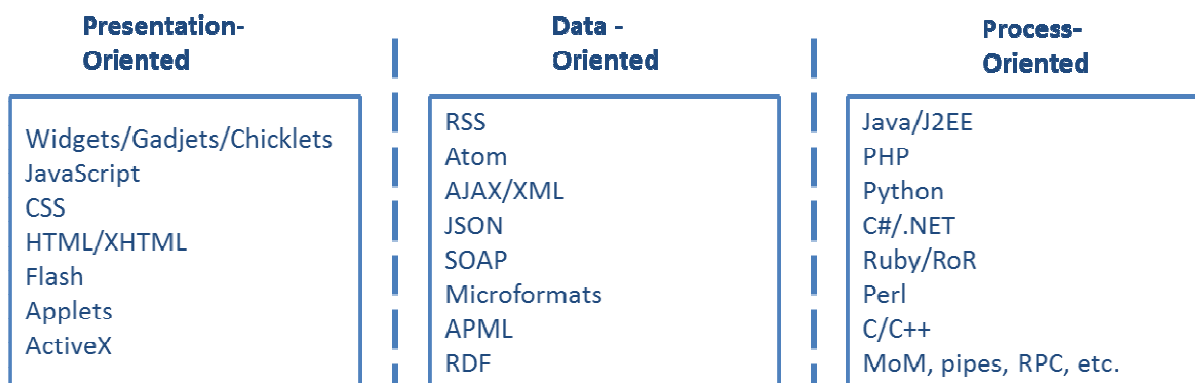 Presentation-
Oriented
Widgets/Gadjets/Chicklets
JavaScript
CSS
HTML/XHTML
Flash
Applets
ActiveX
Data -
Oriented
RSS
Atom
AJAX/XML
JSON
SOAP
Microformats
APML
RDF
Process-
Oriented
Java/J2EE
PHP
Python
C#/.NET
Ruby/RoR
Perl
C/C++
MoM, pipes, RPC, etc.